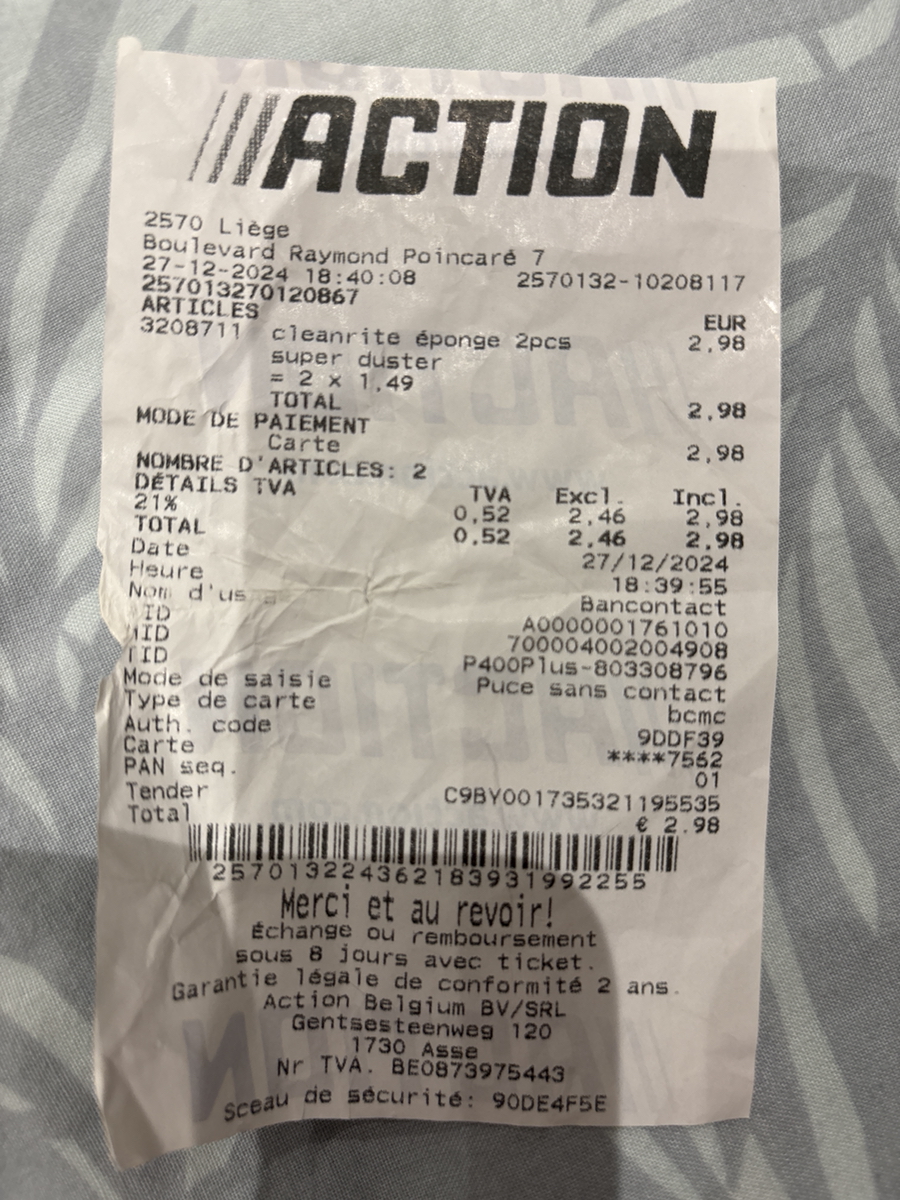 ACTION
2570 Liège
Boulevard Raymond Poincaré 7
27-12-2024 18:40:08 2570132-10208117
257013270120867
ARTICLES EUR
3208711 cleanrite éponge 2pcs 2,98
super duster
= 2 x 1,49
TOTAL 2,98
MODE DE PAIEMENT
Carte 2,98
NOMBRE D'ARTICLES: 2
DÉTAILS TVA TVA Excl. Incl.
21% 0,52 2,46 2,98
TOTAL 0,52 2,46 2,98
Date 27/12/2024
Heure 18:39:55
Nom Bancontact
A0000001761010
700004002004908
P400Plus-803308796
Mode de saisie Puce sans contact
Type de carte bcmc
Auth. code 9DDF39
Carte ****7562
PAN seq. 01
Tender C9BY001735321195535
Total € 2.98
257013224362183931992255
Merci et au revoir!
Échange ou remboursement
sous 8 jours avec ticket.
Garantie légale de conformité 2 ans.
Action Belgium BV/SRL
Gentsesteenweg 120
1730 Asse
Nr TVA. BE0873975443
Sceau de sécurité: 90DE4F5E